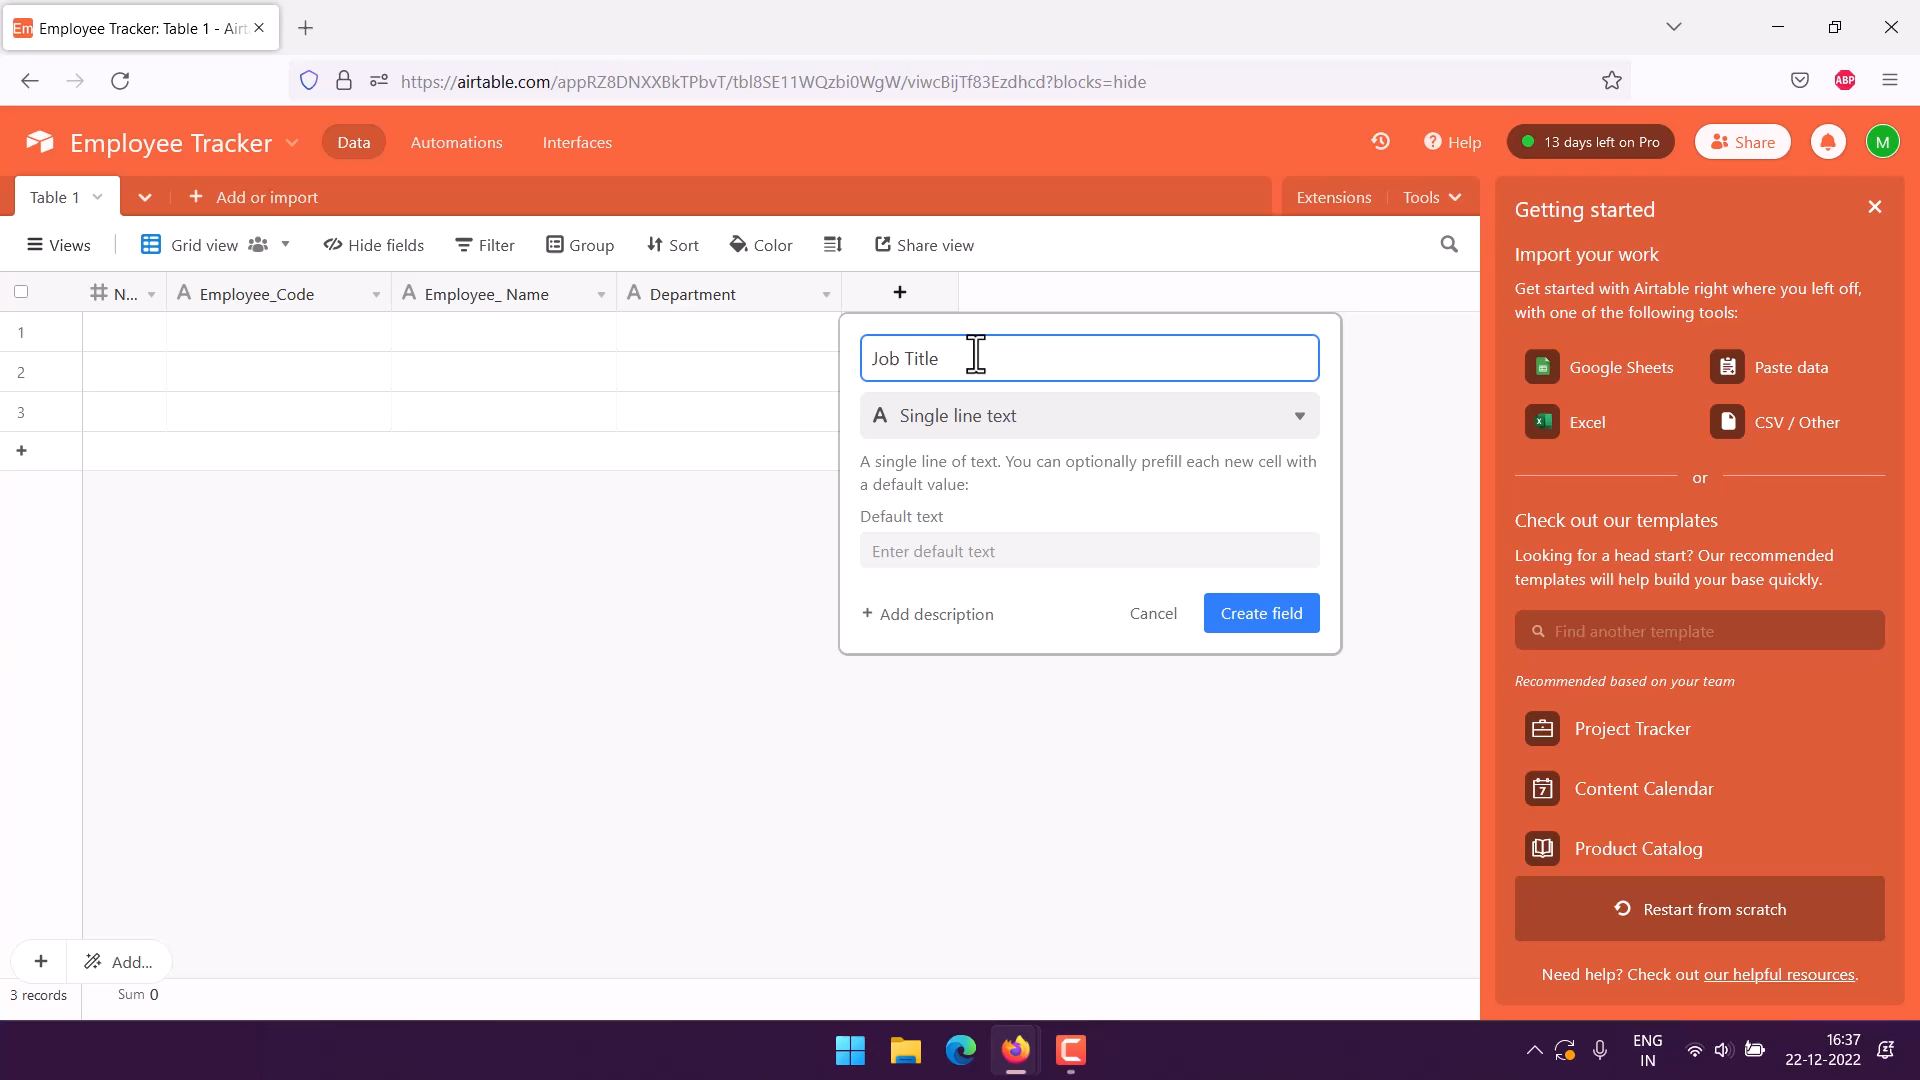 Em Employee Tracker: Table 1 - Airt
https://airtable.com/appRZ8DNXXBkTPbvT/tbl8SE11WQzbi0WgW/viwcBijTf83Ezdhcd?blocks=hide
ABP
Employee Tracker
Data
Automations
Interfaces
Help
13 days left on Pro
Share
M
Table 1
Add or import
Extensions
Tools
Views
Grid view
Hide fields
Filter
Group
Sort
Color
Share view
N...
Employee_Code
Employee_ Name
Department
1
2
3
Job Title
Single line text
A single line of text. You can optionally prefill each new cell with
a default value:
Default text
Enter default text
+ Add description
Cancel
Create field
Getting started
Import your work
Get started with Airtable right where you left off,
with one of the following tools:
Google Sheets
Paste data
Excel
CSV / Other
or
Check out our templates
Looking for a head start? Our recommended
templates will help build your base quickly.
Find another template
Recommended based on your team
Project Tracker
7
Content Calendar
Product Catalog
Restart from scratch
Need help? Check out our helpful resources.
+
Add...
3 records
Sum 0
ENG
IN
16:37
22-12-2022